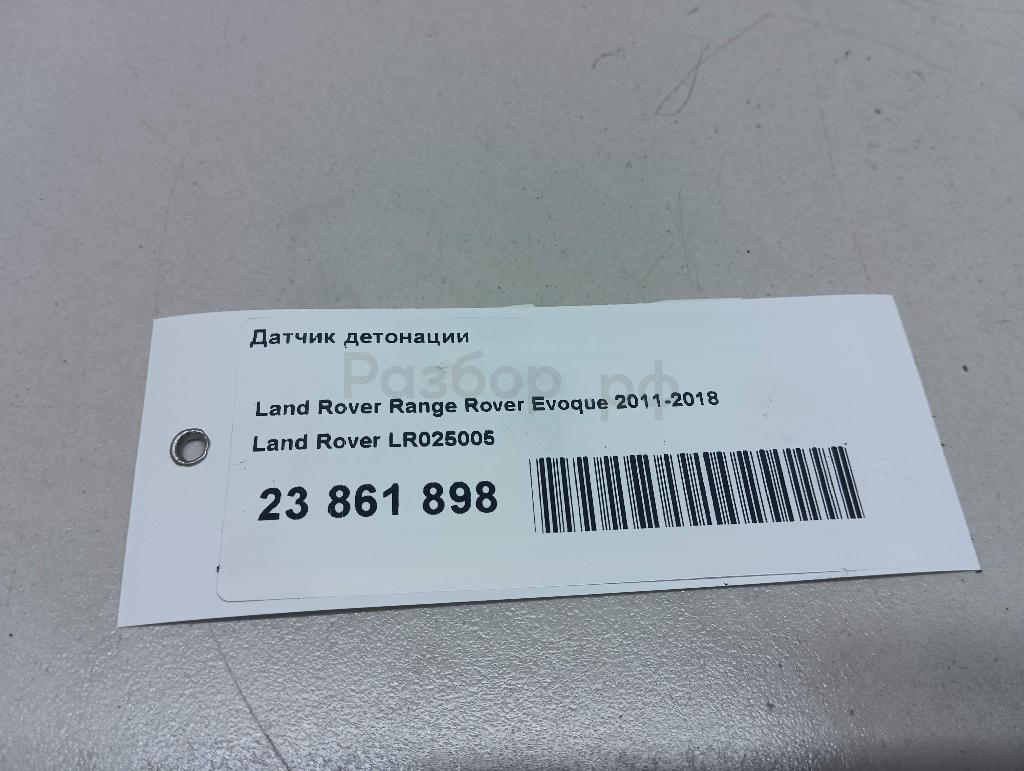 Датчик детонации
Разбор.рф
Land Rover Range Rover Evoque 2011-2018
Land Rover LR025005
23 861 898